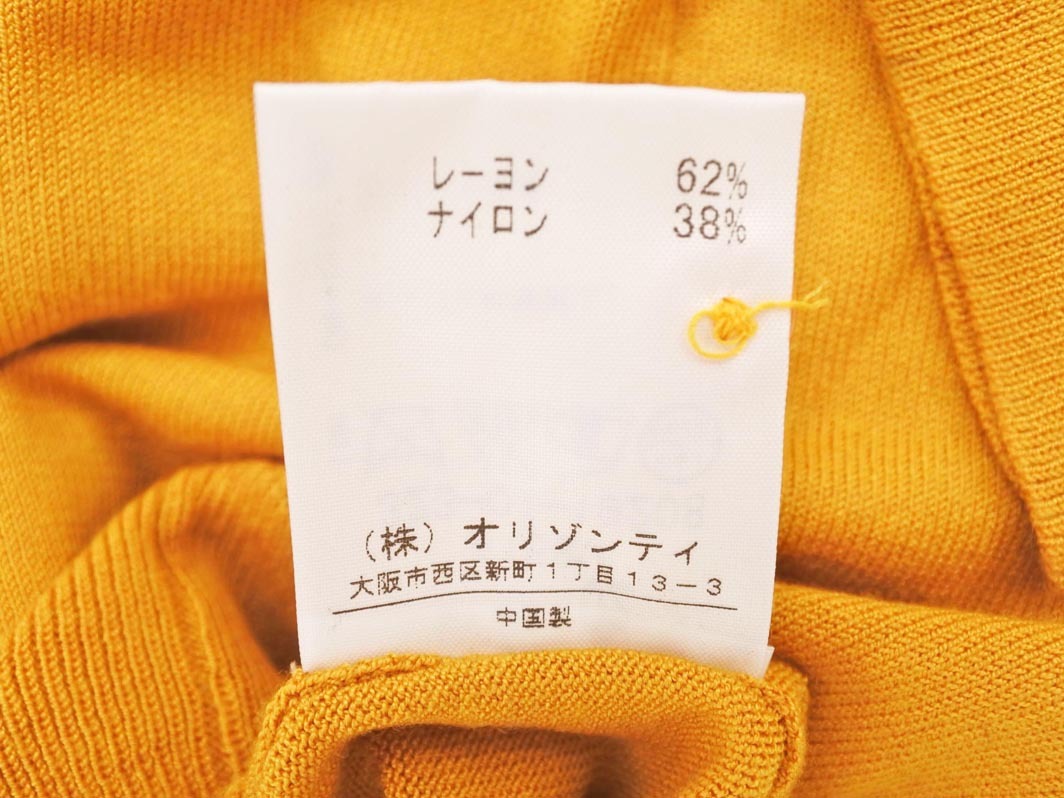 レーヨン 62%
ナイロン 38%
(株) オリゾンティ
大阪市西区新町1丁目13-3
中国製